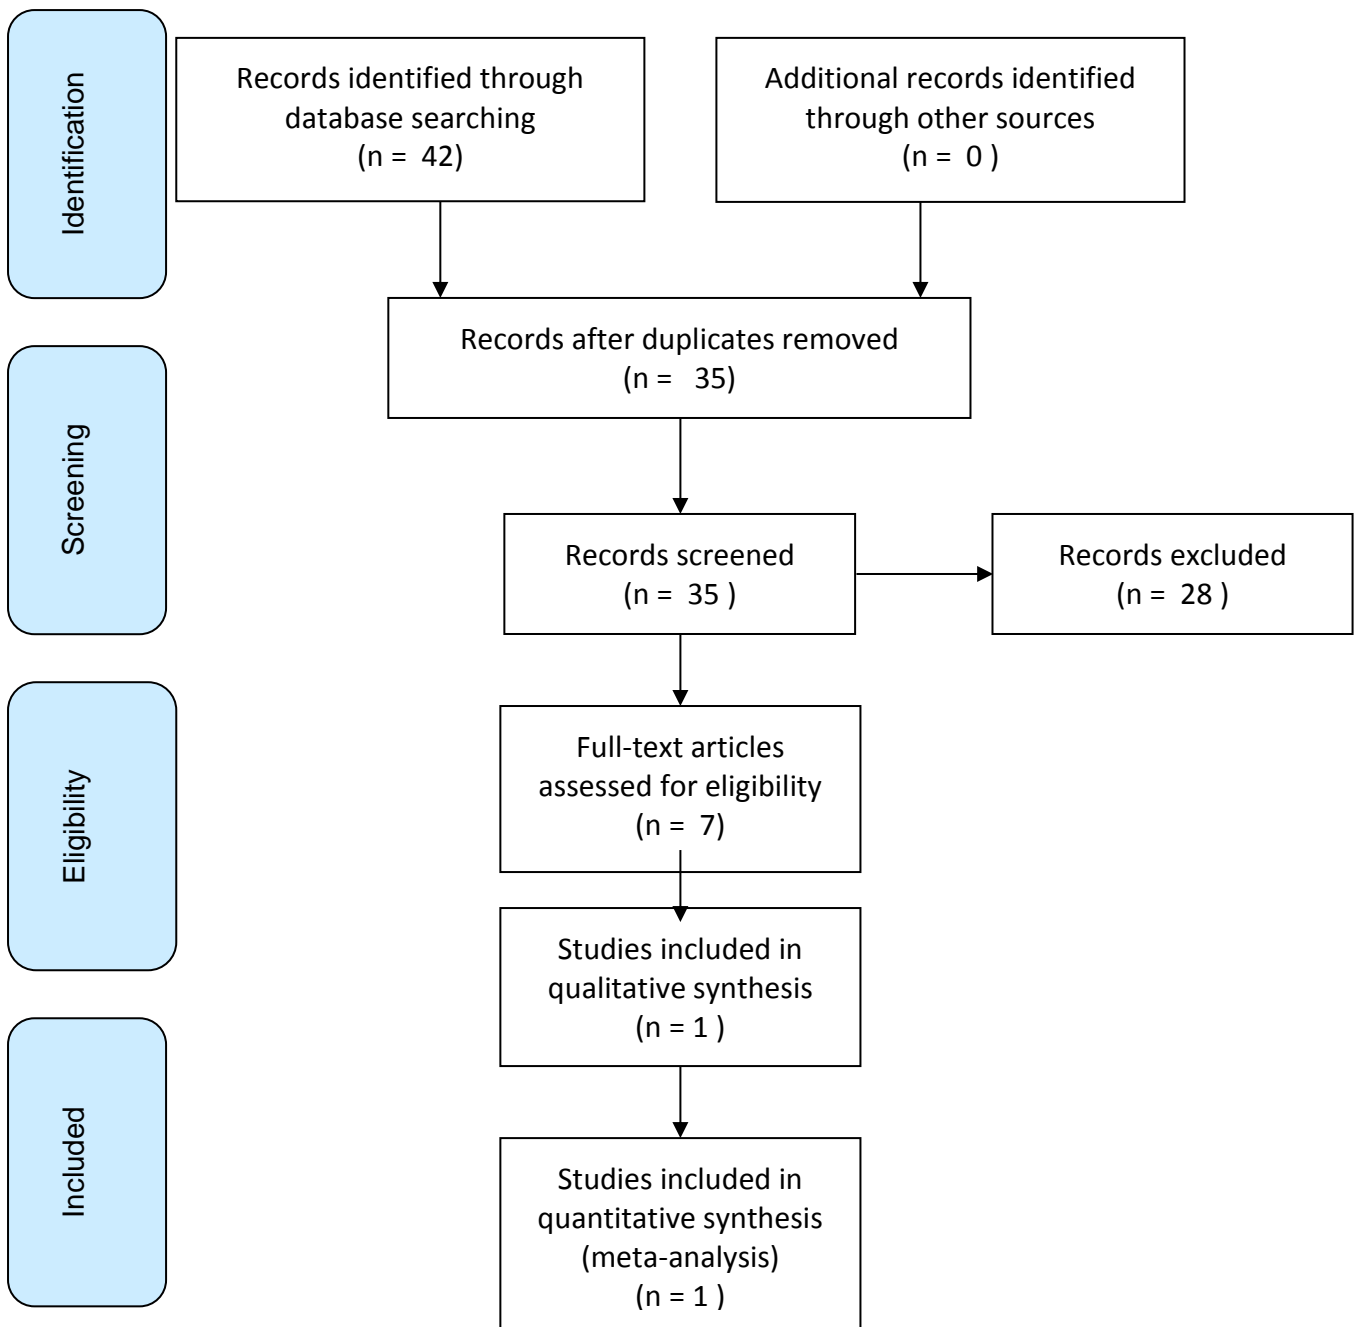 Identification
Records identified through
database searching
(n = 42)
Additional records identified
through other sources
(n = 0 )
Records after duplicates removed
(n = 35)
Screening
Records screened
(n = 35 )
Records excluded
(n = 28 )
Eligibility
Full-text articles
assessed for eligibility
(n = 7)
Studies included in
qualitative synthesis
(n = 1 )
Included
Studies included in
quantitative synthesis
(meta-analysis)
(n = 1 )